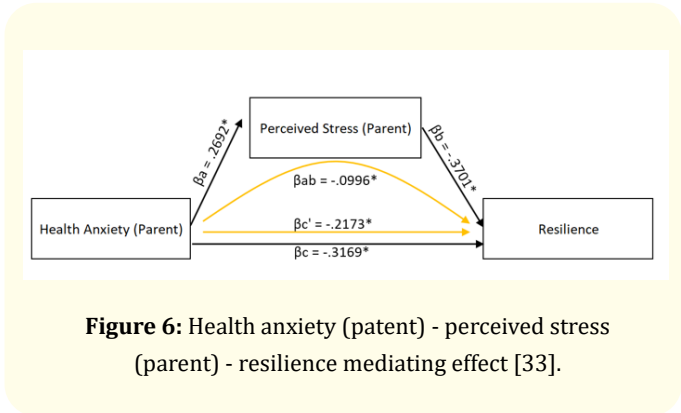 Perceived Stress (Parent)
βa = .2692*
βb = -.3701*
βab = -.0996*
Health Anxiety (Parent)
βc' = -.2173*
Resilience
βc = -.3169*
Figure 6: Health anxiety (patent) - perceived stress
(parent) - resilience mediating effect [33].